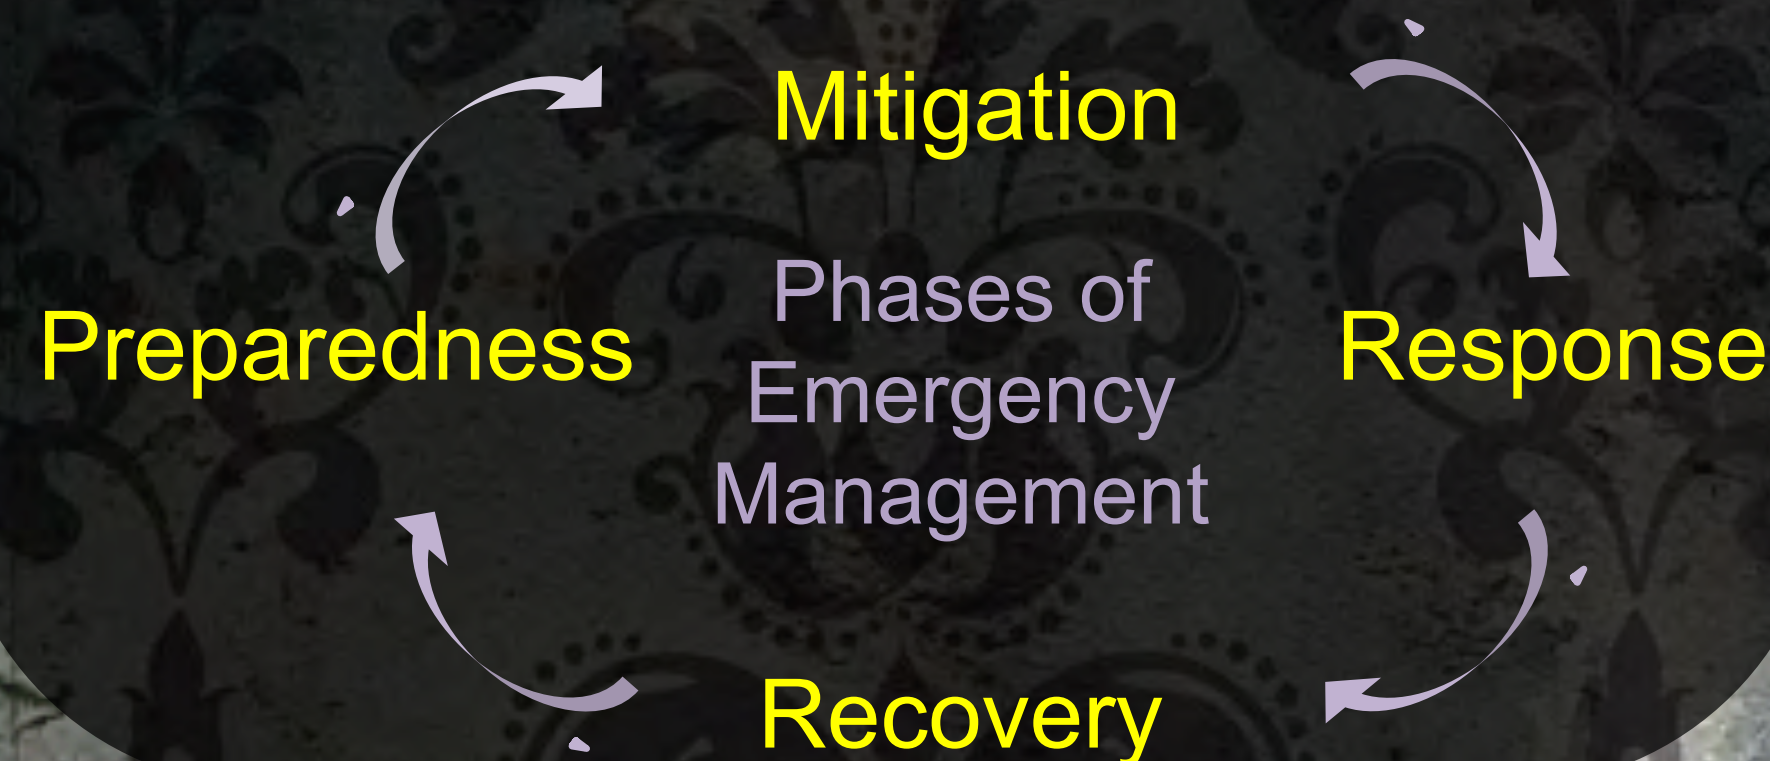 Mitigation
Phases of
Emergency
Management
Preparedness
Response
Recovery